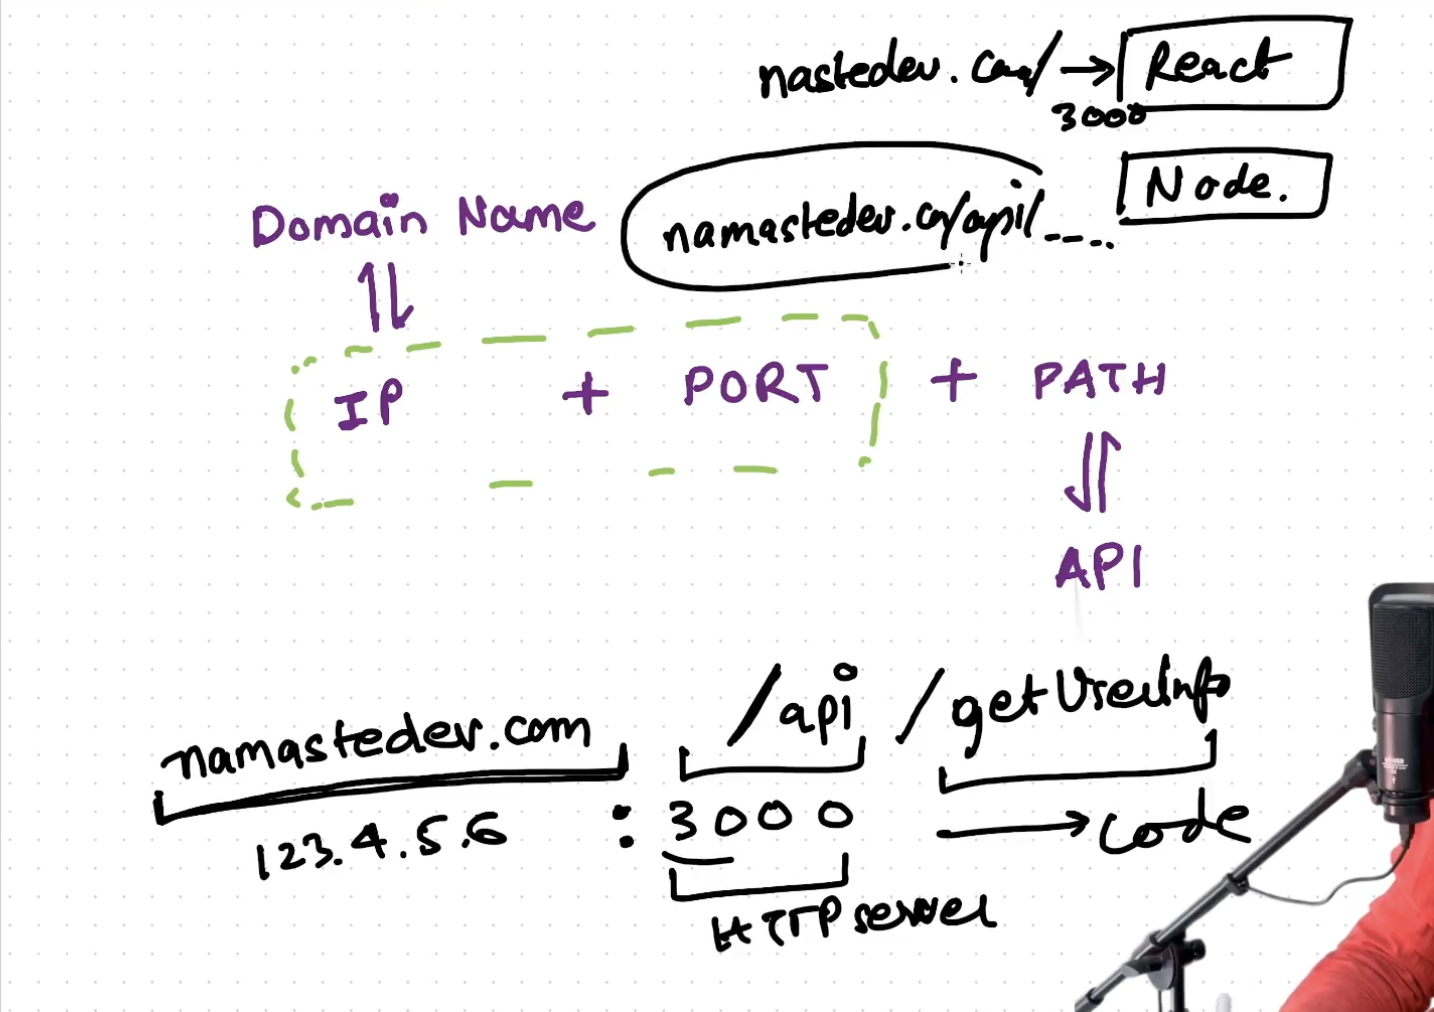 nastedev.com/ → React
3000
Node.
Domain Name
namastedev.co/api/-----
IP + PORT + PATH
API
namastedev.com /api /getUserInfo
123.4.5.6 : 3000 → code
HTTP server